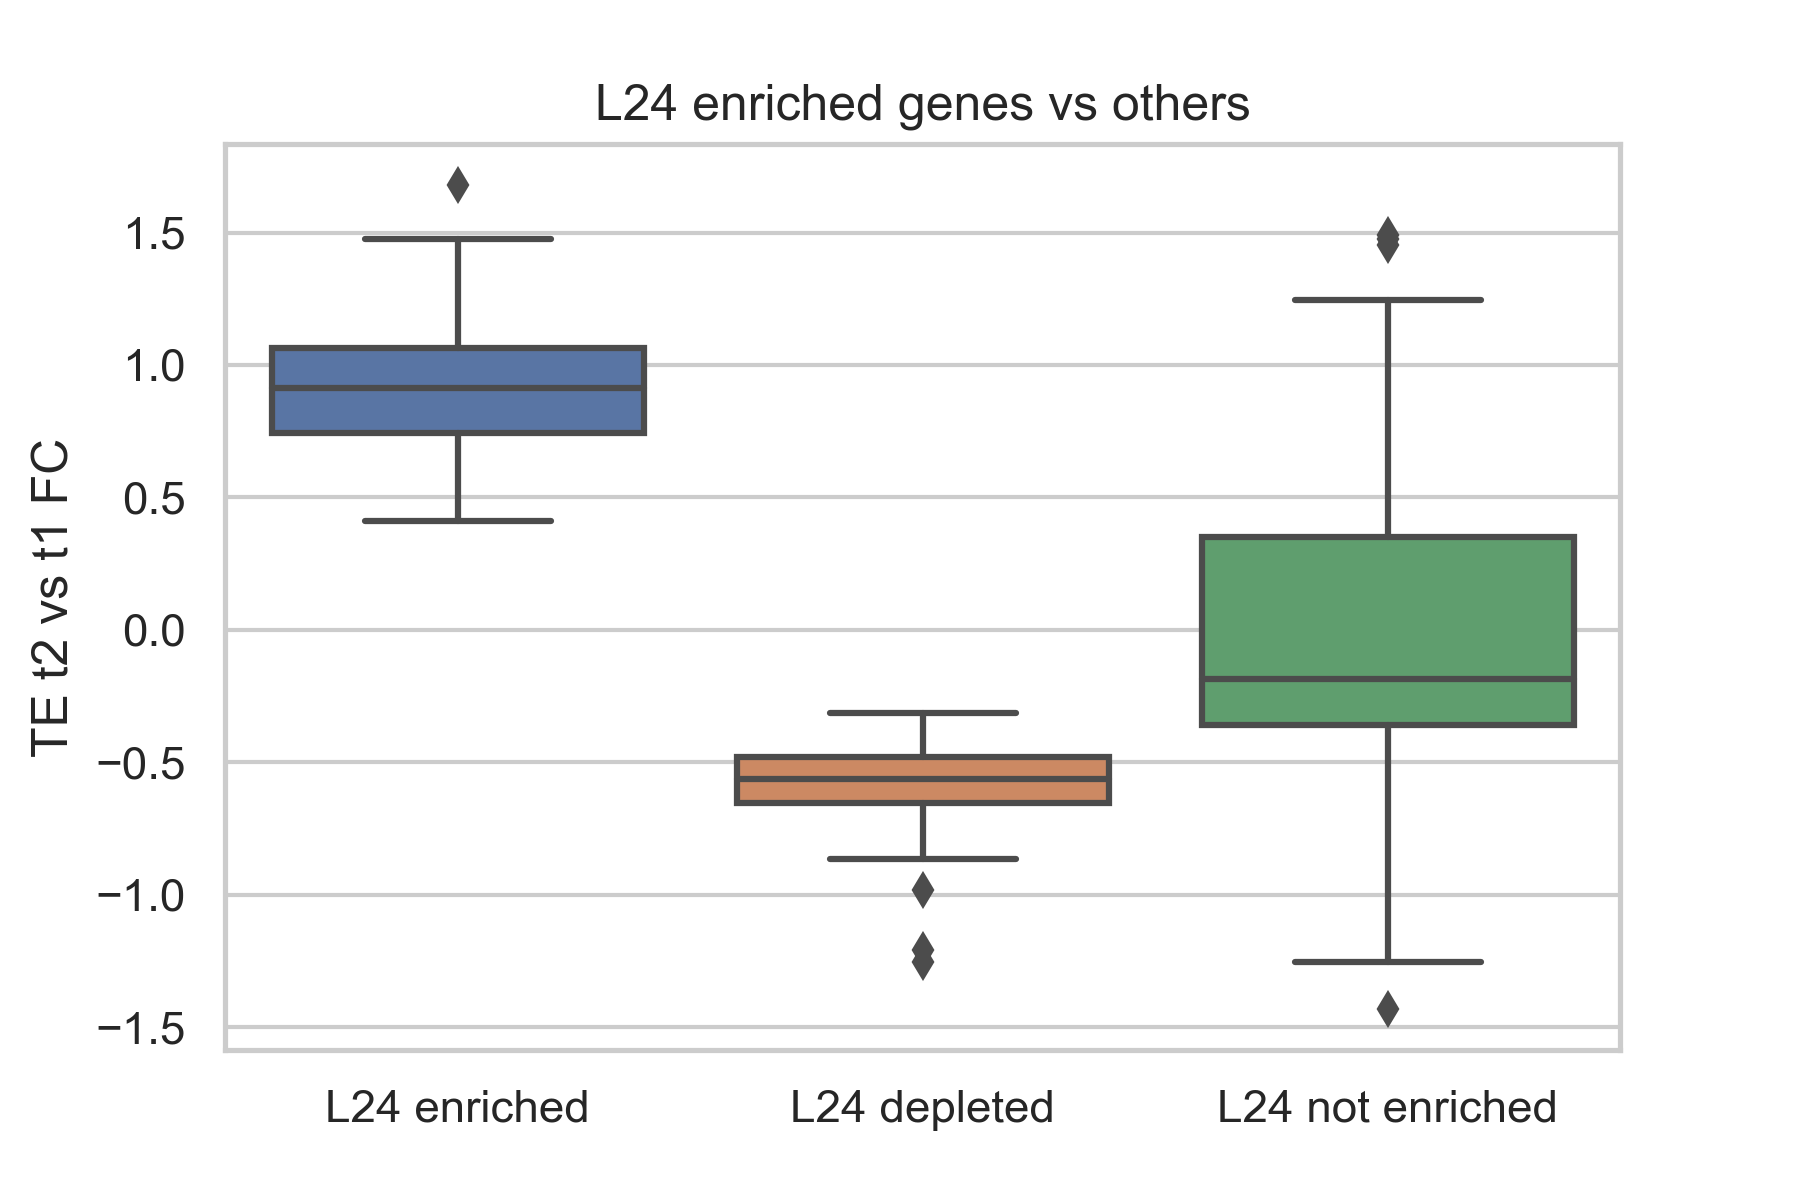 L24 enriched genes vs others
TE t2 vs t1 FC
1.5
1.0
0.5
0.0
−0.5
−1.0
−1.5
L24 enriched
L24 depleted
L24 not enriched